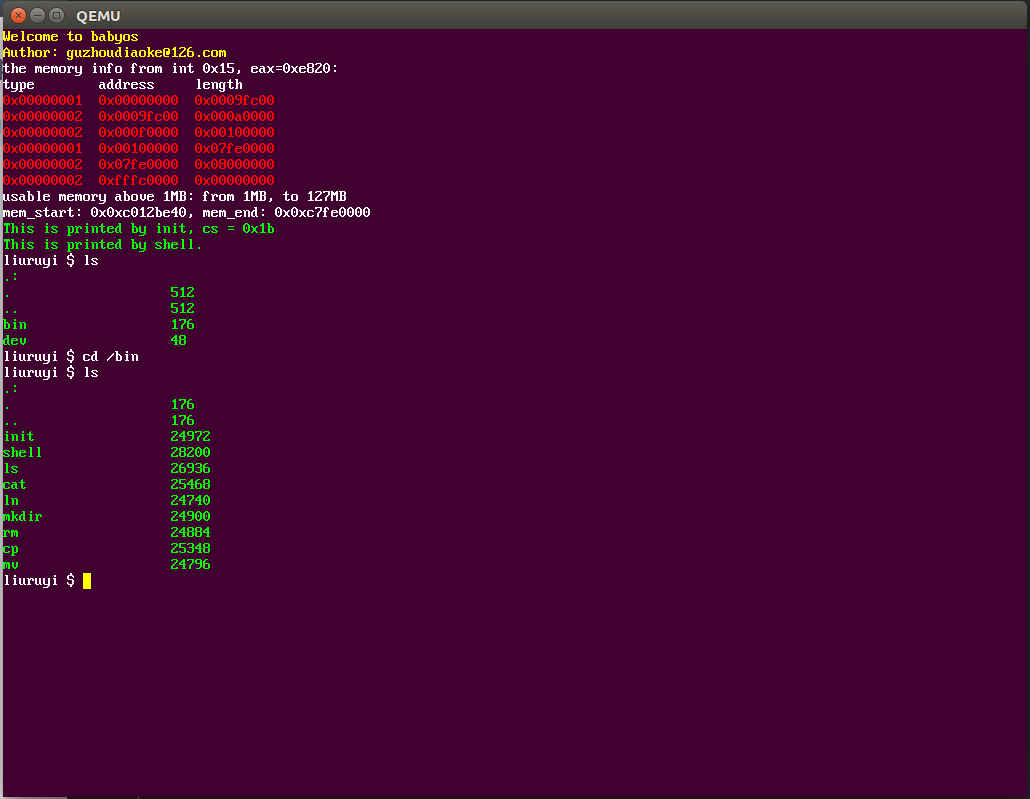 QEMU
Welcome to babyos
Author: guzhoudiaoke@126.com
the memory info from int 0x15, eax=0xe820:
type address length
0x00000001 0x00000000 0x0009fc00
0x00000002 0x0009fc00 0x000a0000
0x00000002 0x000f0000 0x00100000
0x00000001 0x00100000 0x07fe0000
0x00000002 0x07fe0000 0x08000000
0x00000002 0xfffc0000 0x00000000
usable memory above 1MB: from 1MB, to 127MB
mem_start: 0x0xc012be40, mem_end: 0x0xc7fe0000
This is printed by init, cs = 0x1b
This is printed by shell.
liuruyi $ ls
.:
. 512
.. 512
bin 176
dev 48
liuruyi $ cd /bin
liuruyi $ ls
.:
. 176
.. 176
init 24972
shell 28200
ls 26936
cat 25468
ln 24740
mkdir 24900
rm 24884
cp 25348
mv 24796
liuruyi $